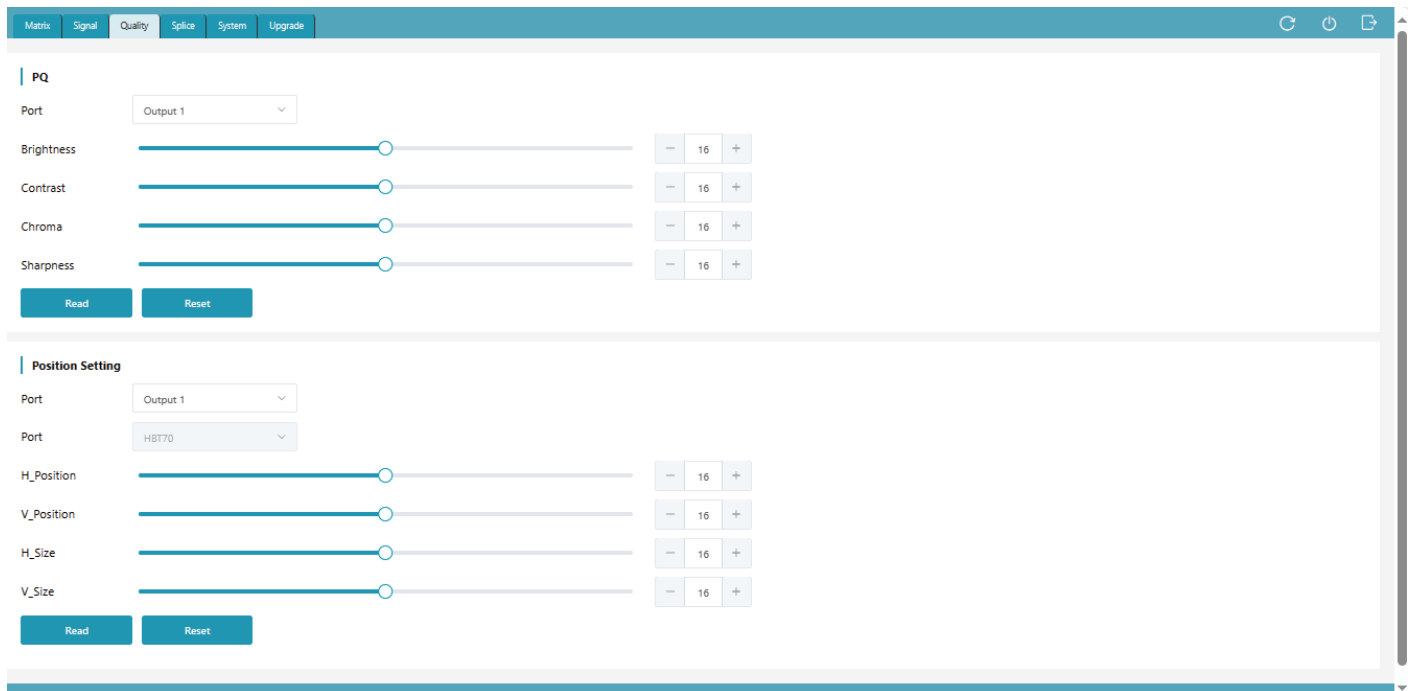 Matrix Signal Quality Splice System Upgrade
PQ
Port Output 1
Brightness 16
Contrast 16
Chroma 16
Sharpness 16
Read Reset
Position Setting
Port Output 1
Port H8T70
H_Position 16
V_Position 16
H_Size 16
V_Size 16
Read Reset